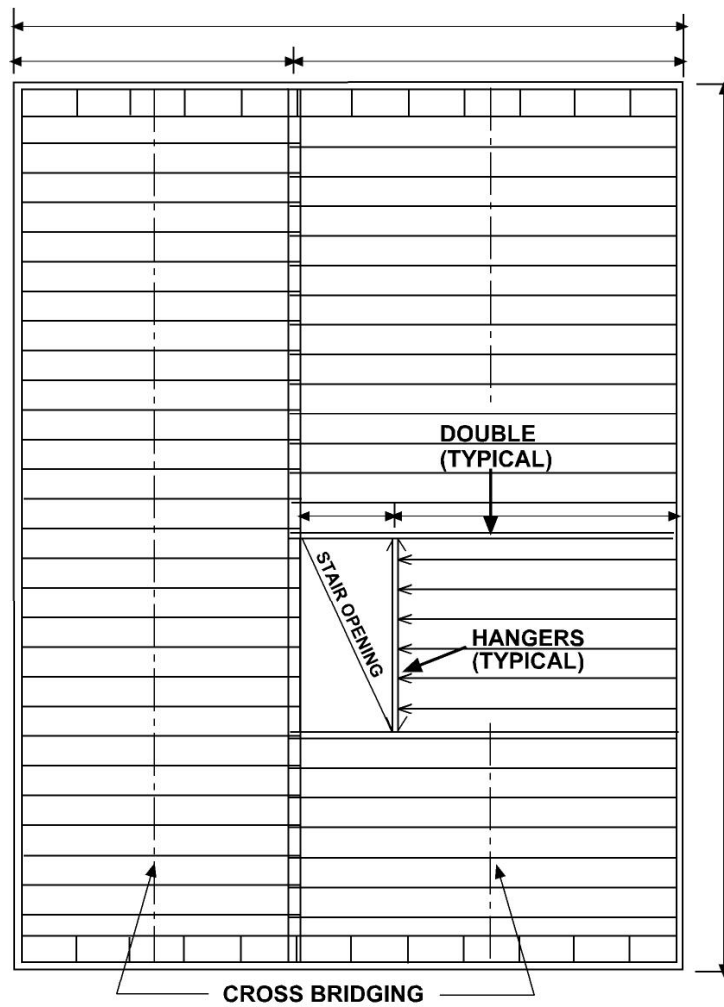 DOUBLE
(TYPICAL)
STAIR OPENING
HANGERS
(TYPICAL)
CROSS BRIDGING